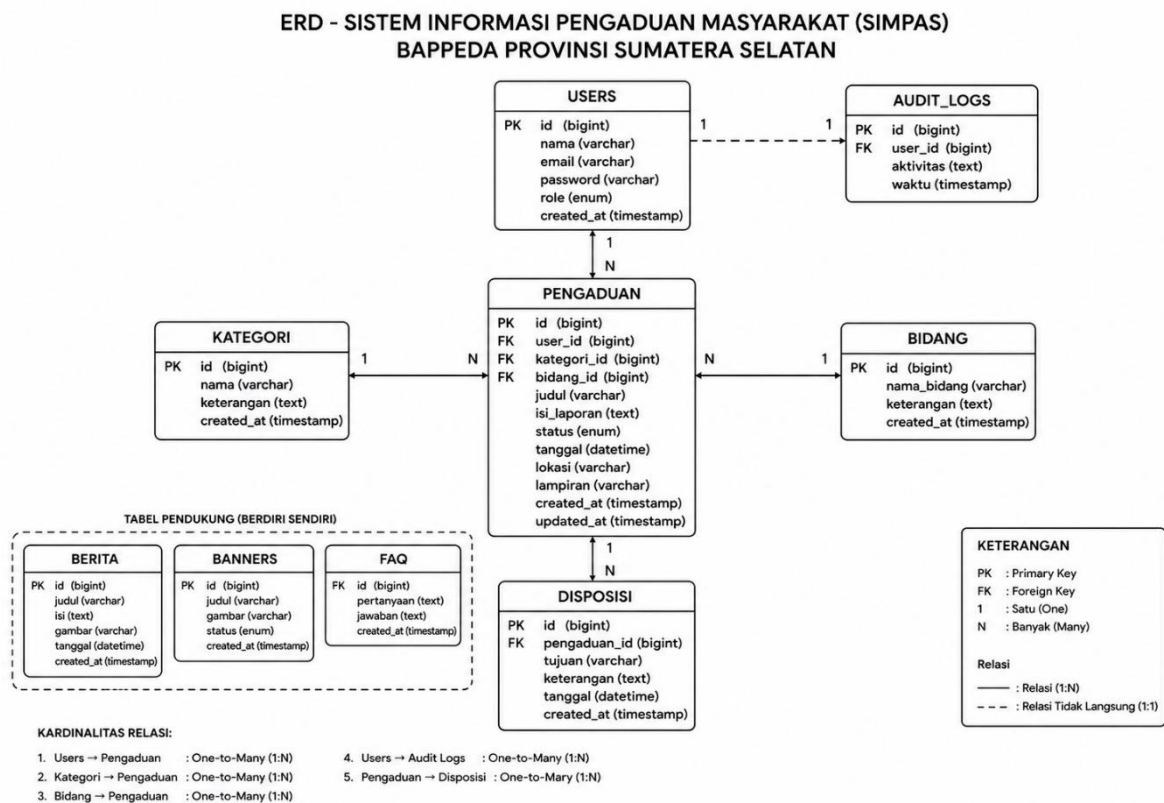 ERD - SISTEM INFORMASI PENGADUAN MASYARAKAT (SIMPAS)
BAPPEDA PROVINSI SUMATERA SELATAN
USERS
PK id (bigint)
nama (varchar)
email (varchar)
password (varchar)
role (enum)
created_at (timestamp)
1
1
AUDIT_LOGS
PK id (bigint)
FK user_id (bigint)
aktivitas (text)
waktu (timestamp)
1
N
KATEGORI
PK id (bigint)
nama (varchar)
keterangan (text)
created_at (timestamp)
1
N
PENGADUAN
PK id (bigint)
FK user_id (bigint)
FK kategori_id (bigint)
FK bidang_id (bigint)
judul (varchar)
isi_laporan (text)
status (enum)
tanggal (datetime)
lokasi (varchar)
lampiran (varchar)
created_at (timestamp)
updated_at (timestamp)
N
1
BIDANG
PK id (bigint)
nama_bidang (varchar)
keterangan (text)
created_at (timestamp)
1
N
TABEL PENDUKUNG (BERDIRI SENDIRI)
BERITA
PK id (bigint)
judul (varchar)
isi (text)
gambar (varchar)
tanggal (datetime)
created_at (timestamp)
BANNERS
PK id (bigint)
judul (varchar)
gambar (varchar)
status (enum)
created_at (timestamp)
FAQ
FK id (bigint)
pertanyaan (text)
jawaban (text)
created_at (timestamp)
DISPOSISI
PK id (bigint)
FK pengaduan_id (bigint)
tujuan (varchar)
keterangan (text)
tanggal (datetime)
created_at (timestamp)
KETERANGAN
PK : Primary Key
FK : Foreign Key
1 : Satu (One)
N : Banyak (Many)
Relasi
: Relasi (1:N)
: Relasi Tidak Langsung (1:1)
KARDINALITAS RELASI:
1. Users → Pengaduan : One-to-Many (1:N)
2. Kategori → Pengaduan : One-to-Many (1:N)
3. Bidang → Pengaduan : One-to-Many (1:N)
4. Users → Audit Logs : One-to-Many (1:N)
5. Pengaduan → Disposisi : One-to-Mary (1:N)